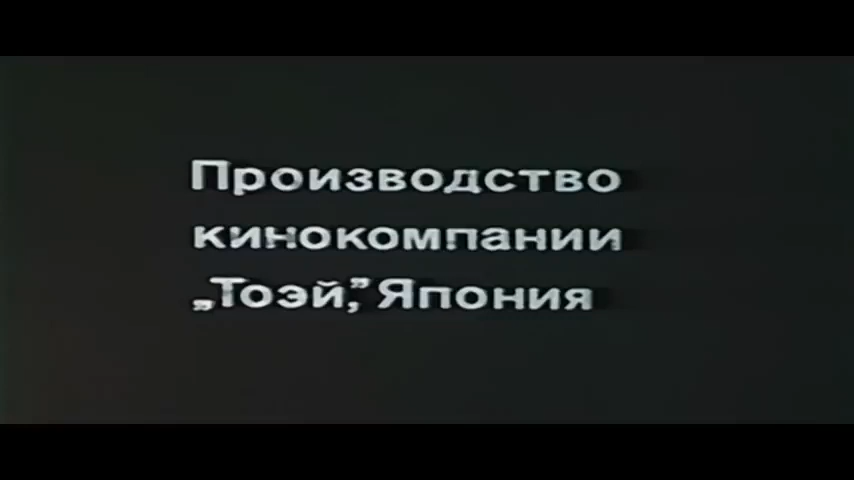 Производство
кинокомпании
„Тоэй,” Япония